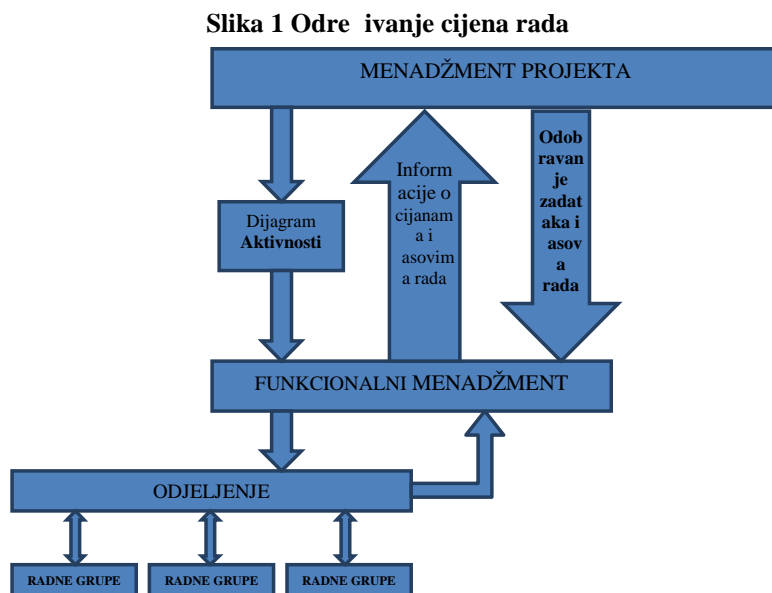 Slika 1 Odre ivanje cijena rada
MENADŽMENT PROJEKTA
Dijagram
Aktivnosti
Inform
acije o
cijanam
a i
asovim
a rada
Odob
ravan
je
zadat
aka i
asov
a
rada
FUNKCIONALNI MENADŽMENT
ODJELJENJE
RADNE GRUPE
RADNE GRUPE
RADNE GRUPE